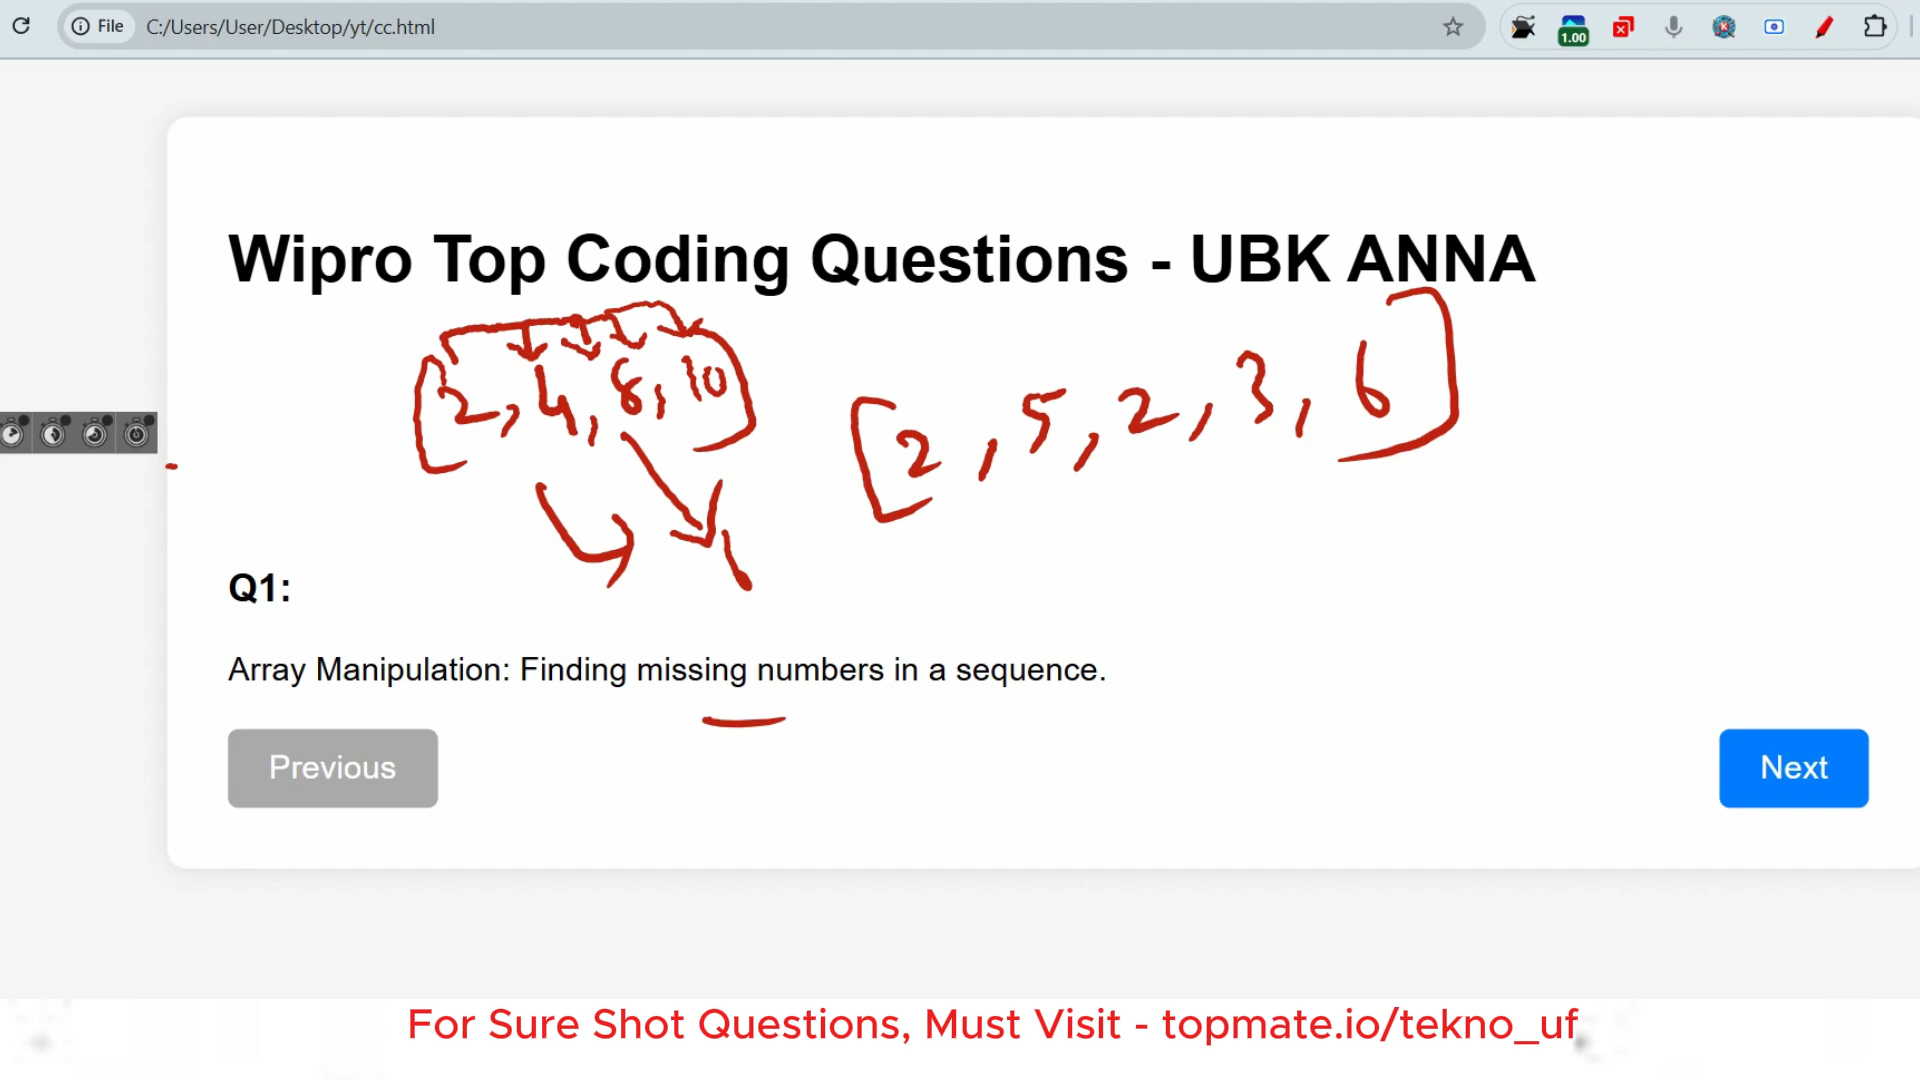 File C:/Users/User/Desktop/yt/cc.html
1.00
Wipro Top Coding Questions - UBK ANNA
[2, 4, 8, 10]
[2, 5, 2, 3, 6]
Q1:
Array Manipulation: Finding missing numbers in a sequence.
Previous
Next
For Sure Shot Questions, Must Visit - topmate.io/tekno_uf